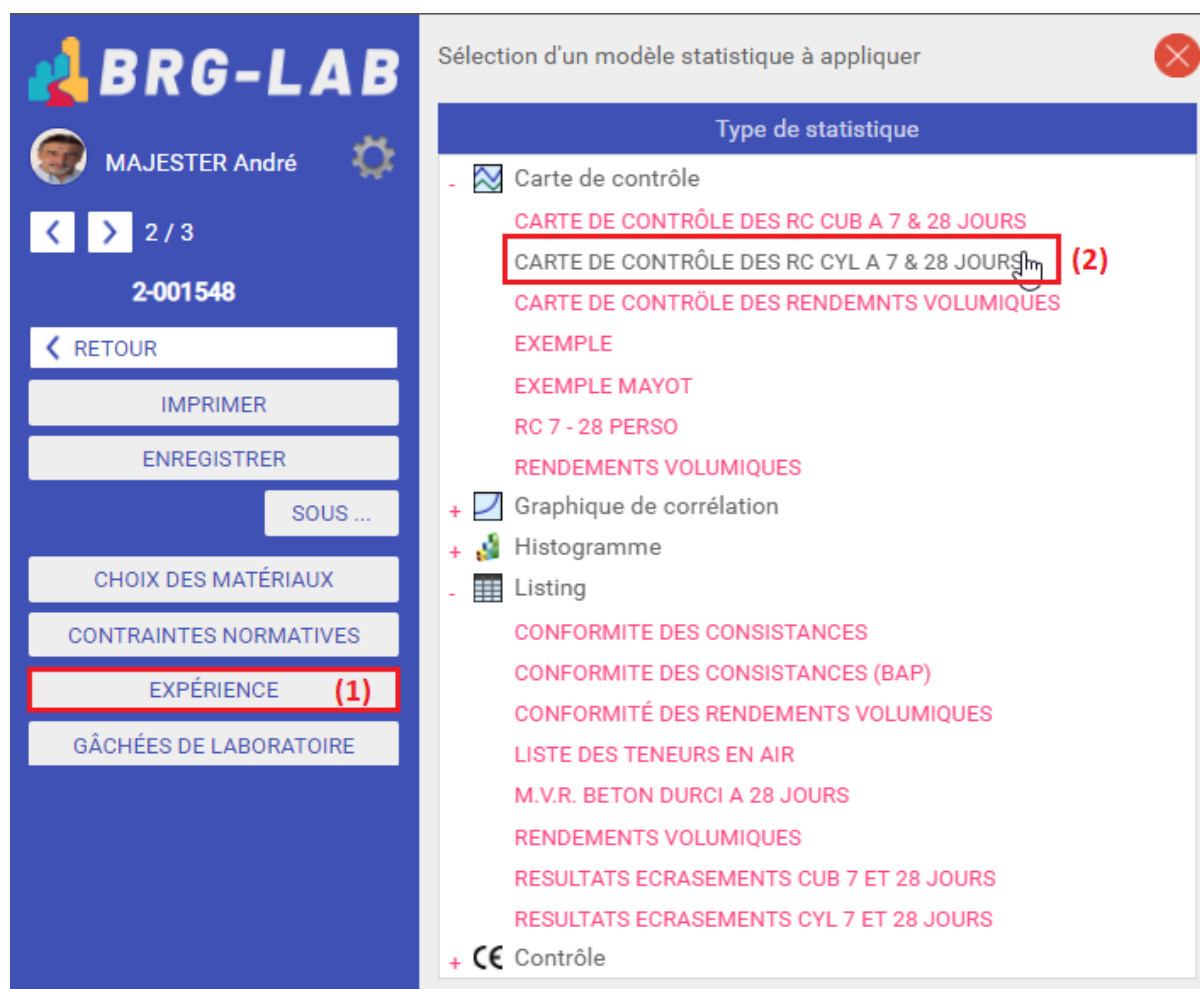 BRG-LAB
MAJESTER André
2 / 3
2-001548
RETOUR
IMPRIMER
ENREGISTRER
SOUS ...
CHOIX DES MATÉRIAUX
CONTRAINTES NORMATIVES
EXPÉRIENCE (1)
GÂCHÉES DE LABORATOIRE
Sélection d'un modèle statistique à appliquer
Type de statistique
- Carte de contrôle
CARTE DE CONTRÔLE DES RC CUB A 7 & 28 JOURS
CARTE DE CONTRÔLE DES RC CYL A 7 & 28 JOURS (2)
CARTE DE CONTRÖLE DES RENDEMNTS VOLUMIQUES
EXEMPLE
EXEMPLE MAYOT
RC 7 - 28 PERSO
RENDEMENTS VOLUMIQUES
+ Graphique de corrélation
+ Histogramme
- Listing
CONFORMITE DES CONSISTANCES
CONFORMITE DES CONSISTANCES (BAP)
CONFORMITÉ DES RENDEMENTS VOLUMIQUES
LISTE DES TENEURS EN AIR
M.V.R. BETON DURCI A 28 JOURS
RENDEMENTS VOLUMIQUES
RESULTATS ECRASEMENTS CUB 7 ET 28 JOURS
RESULTATS ECRASEMENTS CYL 7 ET 28 JOURS
+ CE Contrôle